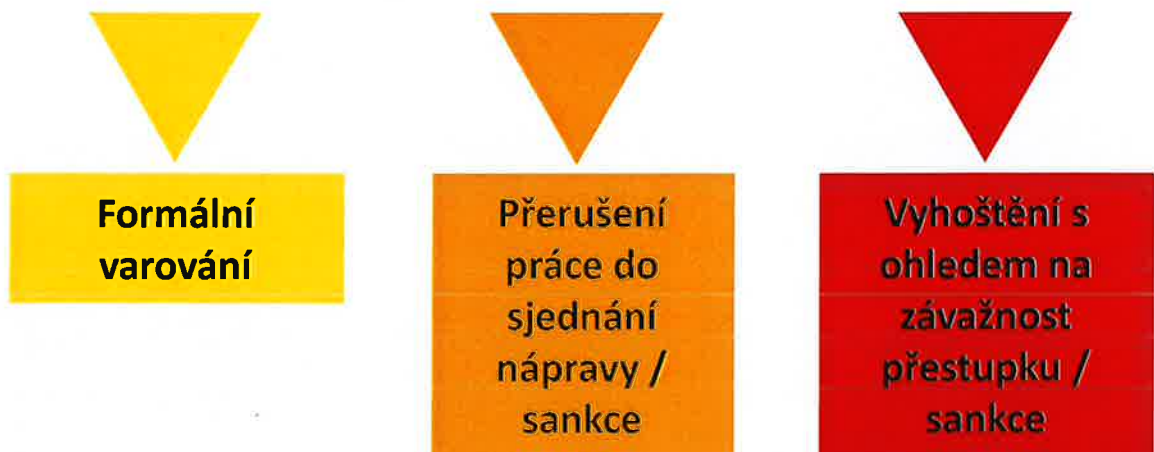 Formální
varování
Přerušení
práce do
sjednání
nápravy /
sankce
Vyhoštění s
ohledem na
závažnost
přestupku /
sankce